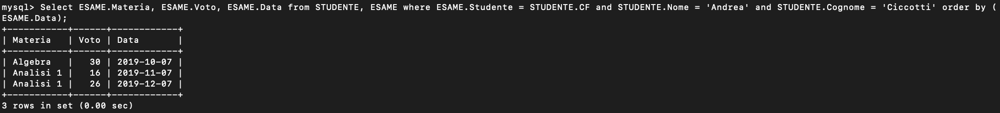 mysql> Select ESAME.Materia, ESAME.Voto, ESAME.Data from STUDENTE, ESAME where ESAME.Studente = STUDENTE.CF and STUDENTE.Nome = 'Andrea' and STUDENTE.Cognome = 'Ciccotti' order by (
ESAME.Data);
+-----------+------+------------+
| Materia   | Voto | Data       |
+-----------+------+------------+
| Algebra   |   30 | 2019-10-07 |
| Analisi 1 |   16 | 2019-11-07 |
| Analisi 1 |   26 | 2019-12-07 |
+-----------+------+------------+
3 rows in set (0.00 sec)